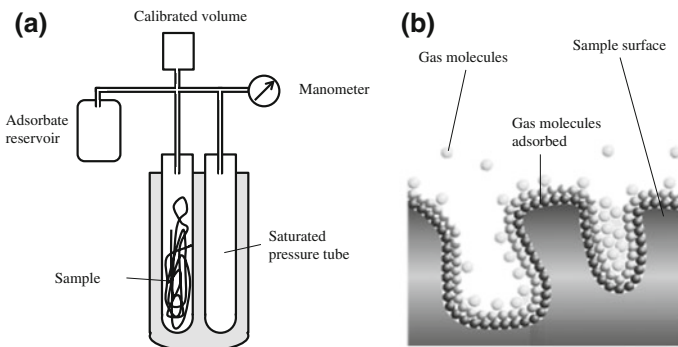 (a)
Calibrated volume
Manometer
Adsorbate
reservoir
Saturated
pressure tube
Sample
(b)
Gas molecules
Sample surface
Gas molecules
adsorbed